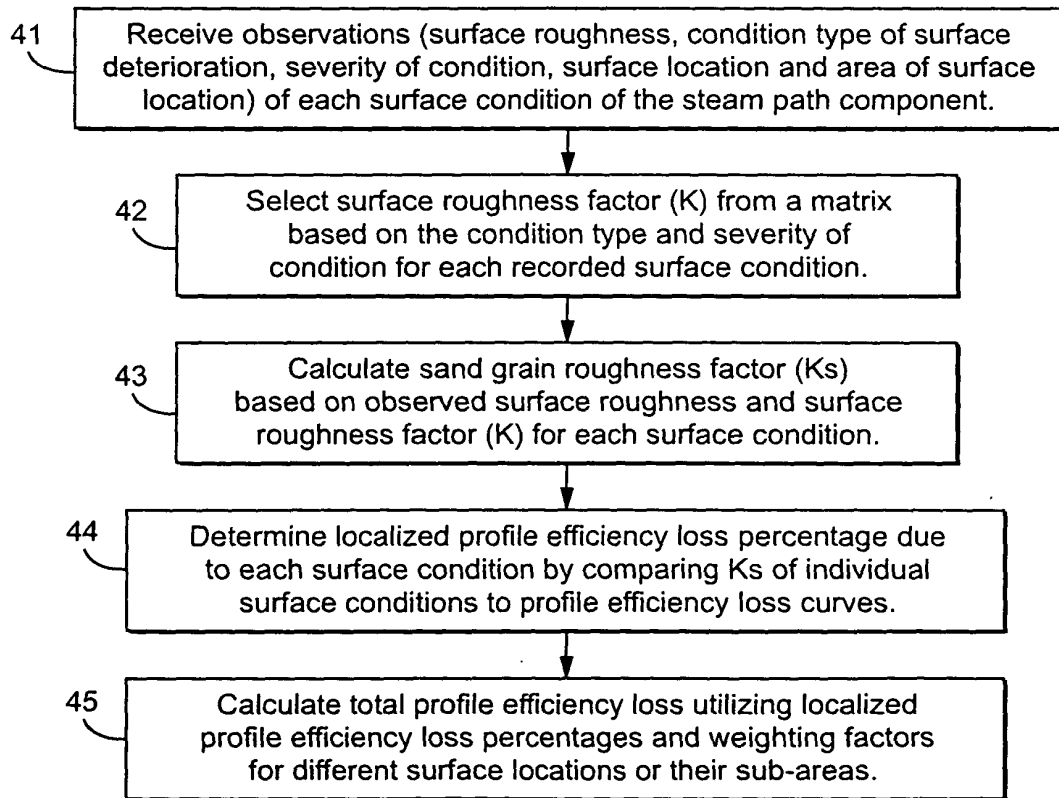 41
Receive observations (surface roughness, condition type of surface
deterioration, severity of condition, surface location and area of surface
location) of each surface condition of the steam path component.
42
Select surface roughness factor (K) from a matrix
based on the condition type and severity of
condition for each recorded surface condition.
43
Calculate sand grain roughness factor (Ks)
based on observed surface roughness and surface
roughness factor (K) for each surface condition.
44
Determine localized profile efficiency loss percentage due
to each surface condition by comparing Ks of individual
surface conditions to profile efficiency loss curves.
45
Calculate total profile efficiency loss utilizing localized
profile efficiency loss percentages and weighting factors
for different surface locations or their sub-areas.